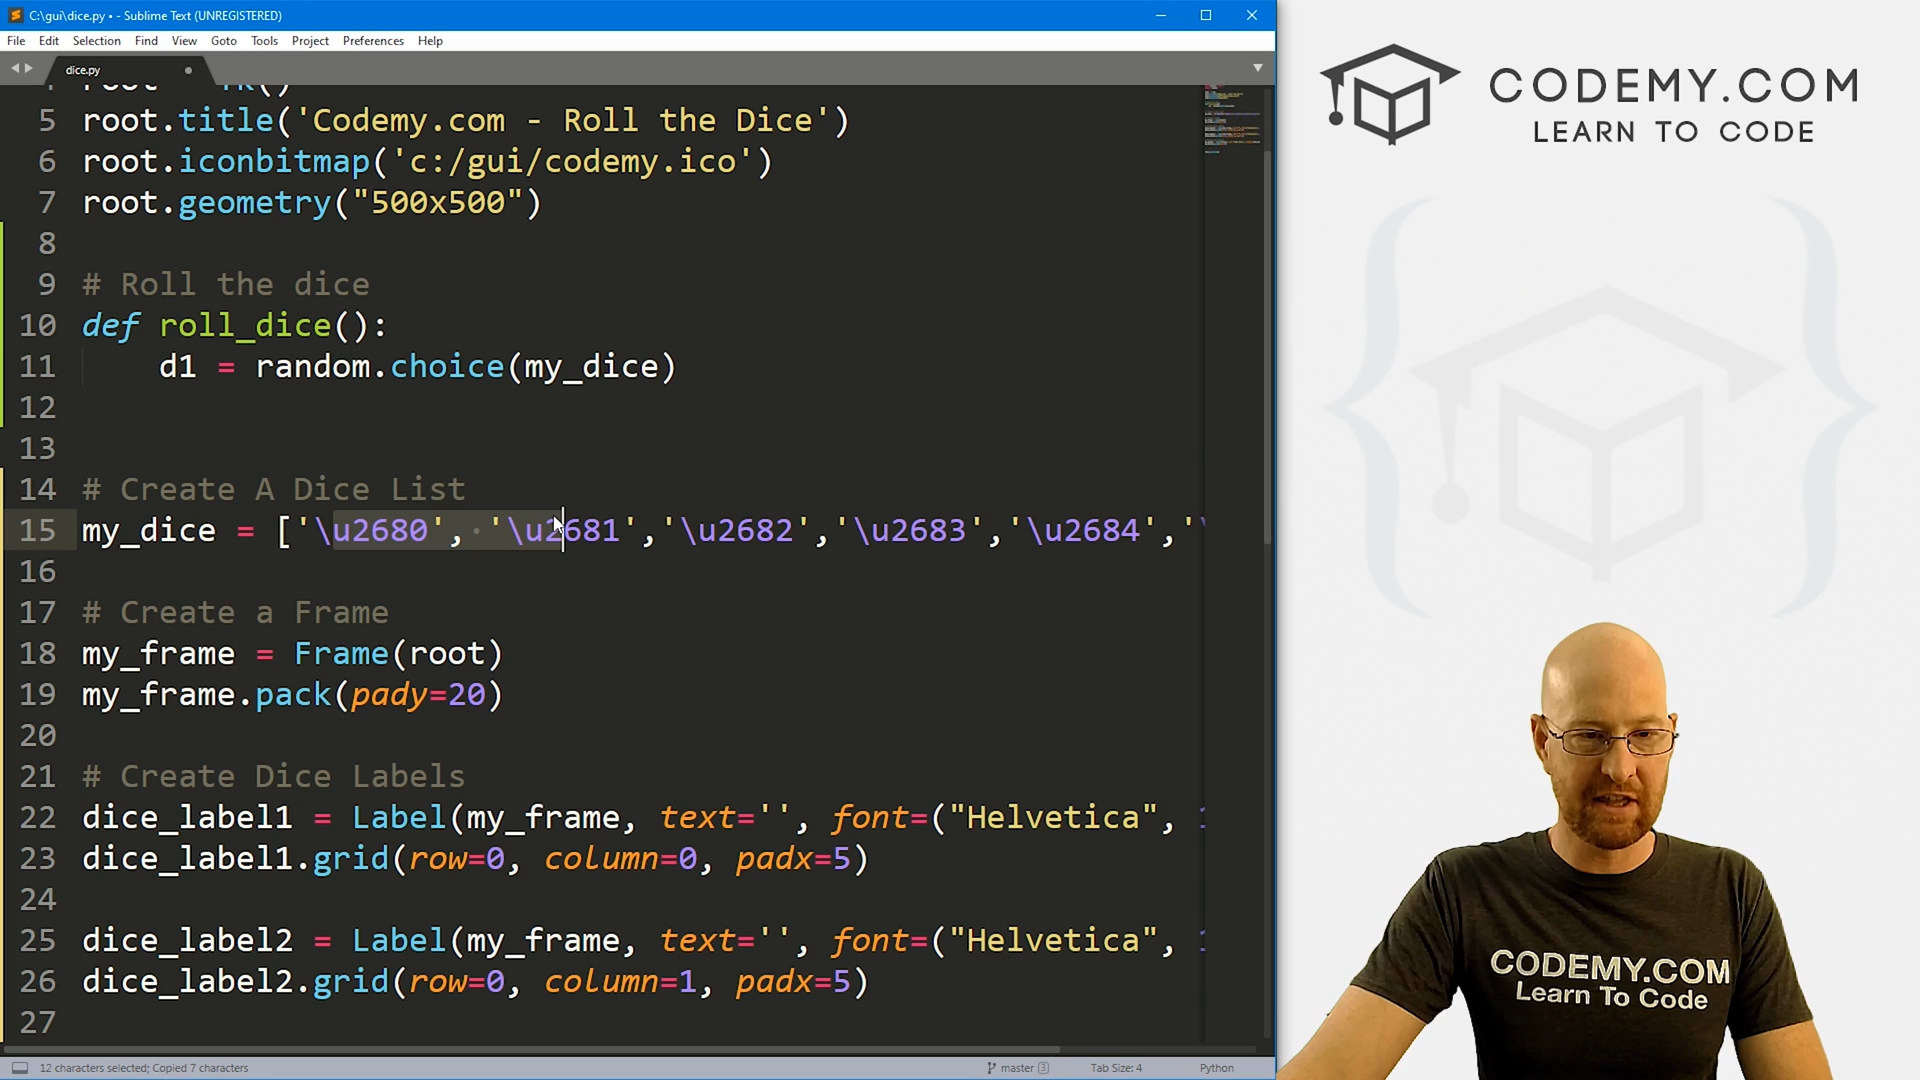 C:\gui\dice.py • - Sublime Text (UNREGISTERED)
File Edit Selection Find View Goto Tools Project Preferences Help
dice.py
5 root.title('Codemy.com - Roll the Dice')
6 root.iconbitmap('c:/gui/codemy.ico')
7 root.geometry("500x500")
8
9 # Roll the dice
10 def roll_dice():
11 d1 = random.choice(my_dice)
12
13
14 # Create A Dice List
15 my_dice = ['\u2680', '\u2681','\u2682','\u2683','\u2684','\
16
17 # Create a Frame
18 my_frame = Frame(root)
19 my_frame.pack(pady=20)
20
21 # Create Dice Labels
22 dice_label1 = Label(my_frame, text='', font=("Helvetica",
23 dice_label1.grid(row=0, column=0, padx=5)
24
25 dice_label2 = Label(my_frame, text='', font=("Helvetica",
26 dice_label2.grid(row=0, column=1, padx=5)
27
12 characters selected; Copied 7 characters
master 3 Tab Size: 4 Python
CODEMY.COM
LEARN TO CODE
CODEMY.COM
Learn To Code